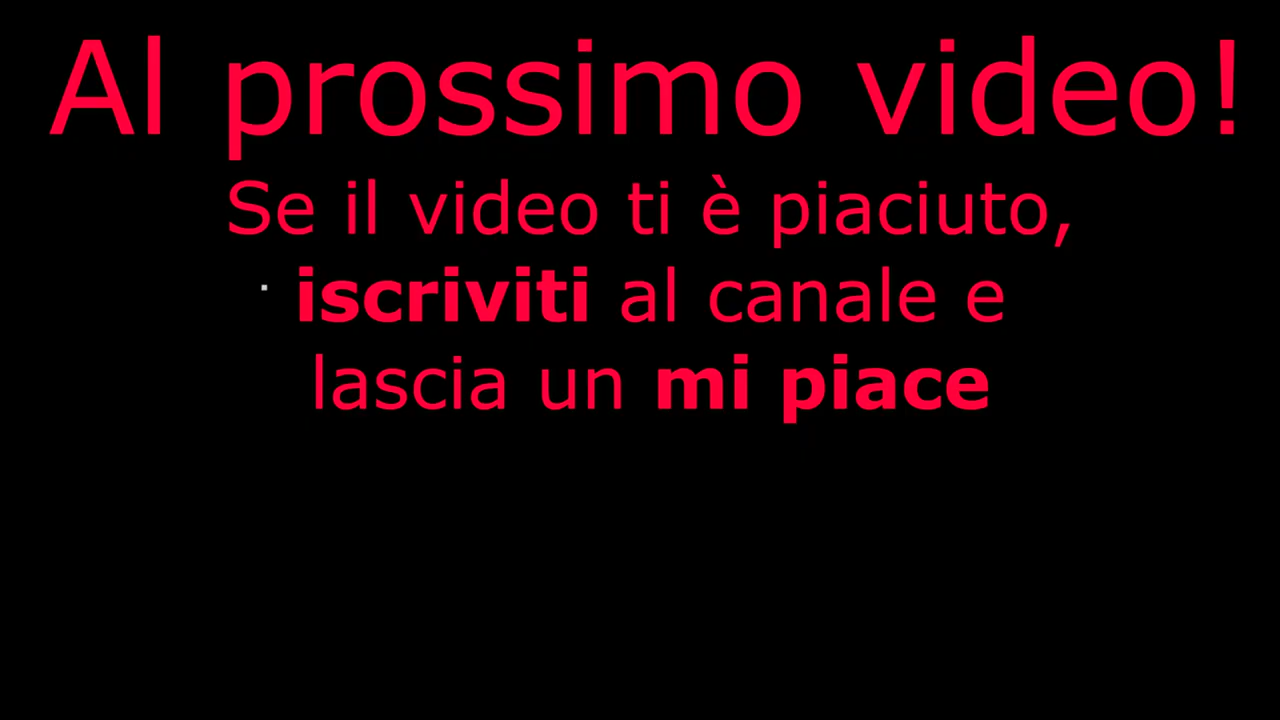 Al prossimo video!
Se il video ti è piaciuto,
iscriviti al canale e
lascia un mi piace